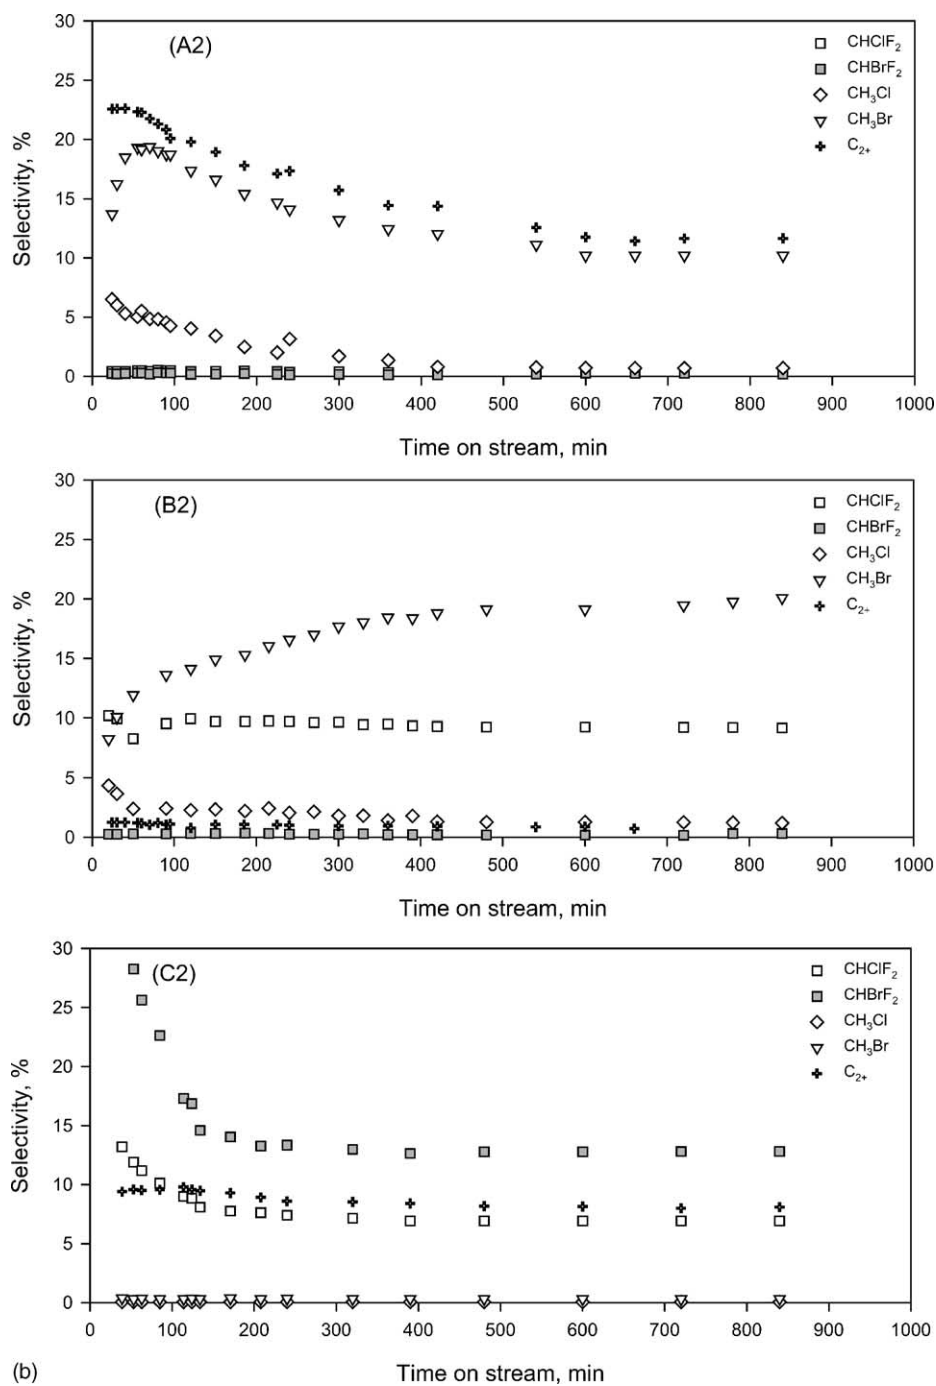 (A2)
CHClF2
CHBrF2
CH3Cl
CH3Br
C2+
30
25
20
15
10
5
0
Selectivity, %
0 100 200 300 400 500 600 700 800 900 1000
Time on stream, min
(B2)
CHClF2
CHBrF2
CH3Cl
CH3Br
C2+
30
25
20
15
10
5
0
Selectivity, %
0 100 200 300 400 500 600 700 800 900 1000
Time on stream, min
(C2)
CHClF2
CHBrF2
CH3Cl
CH3Br
C2+
30
25
20
15
10
5
0
Selectivity, %
0 100 200 300 400 500 600 700 800 900 1000
Time on stream, min
(b)